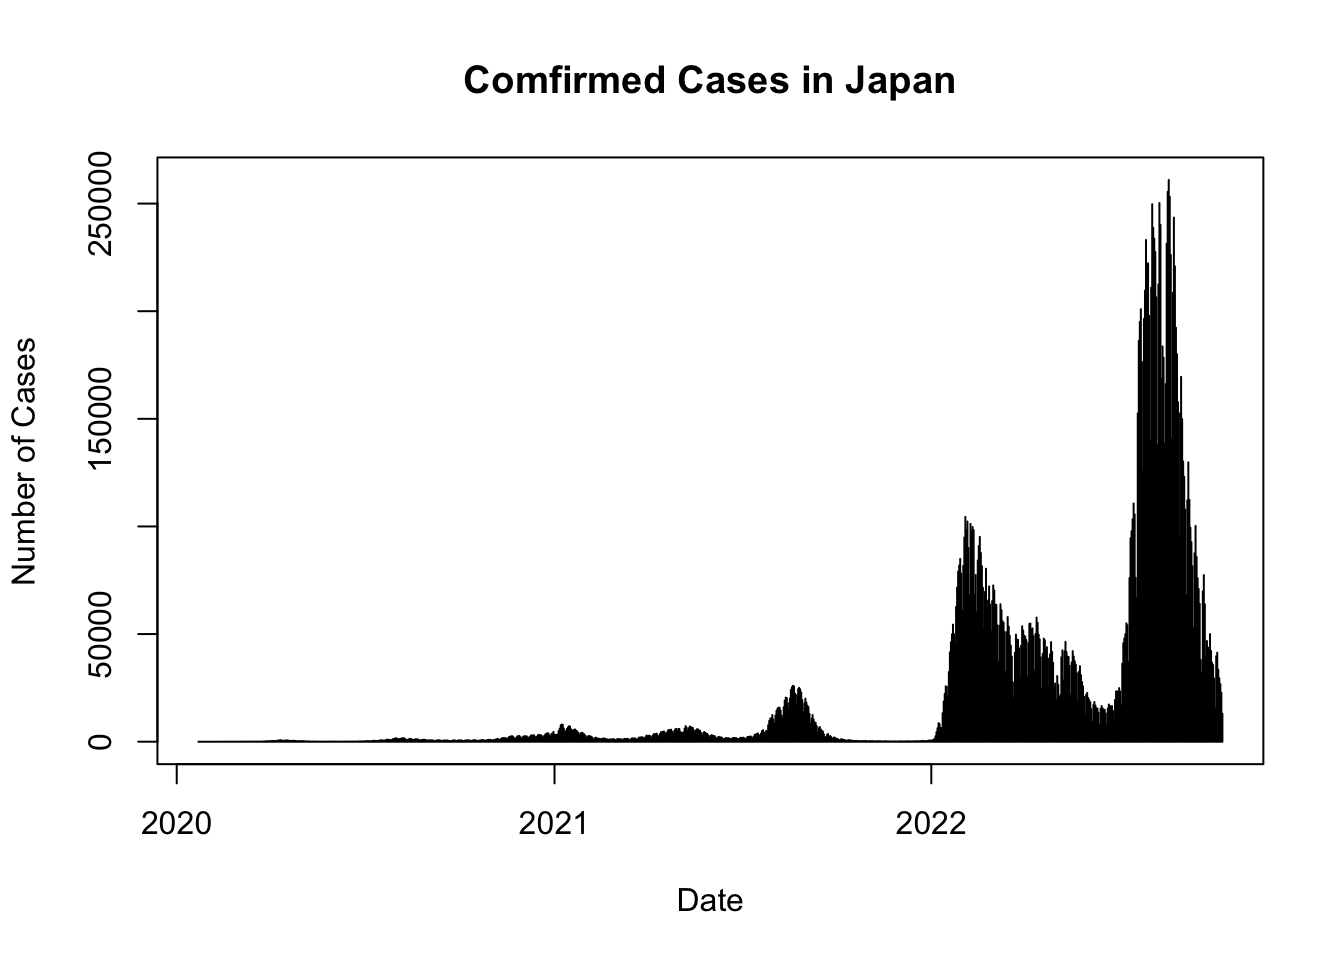 Comfirmed Cases in Japan
250000
150000
50000
0
Number of Cases
2020 2021 2022
Date